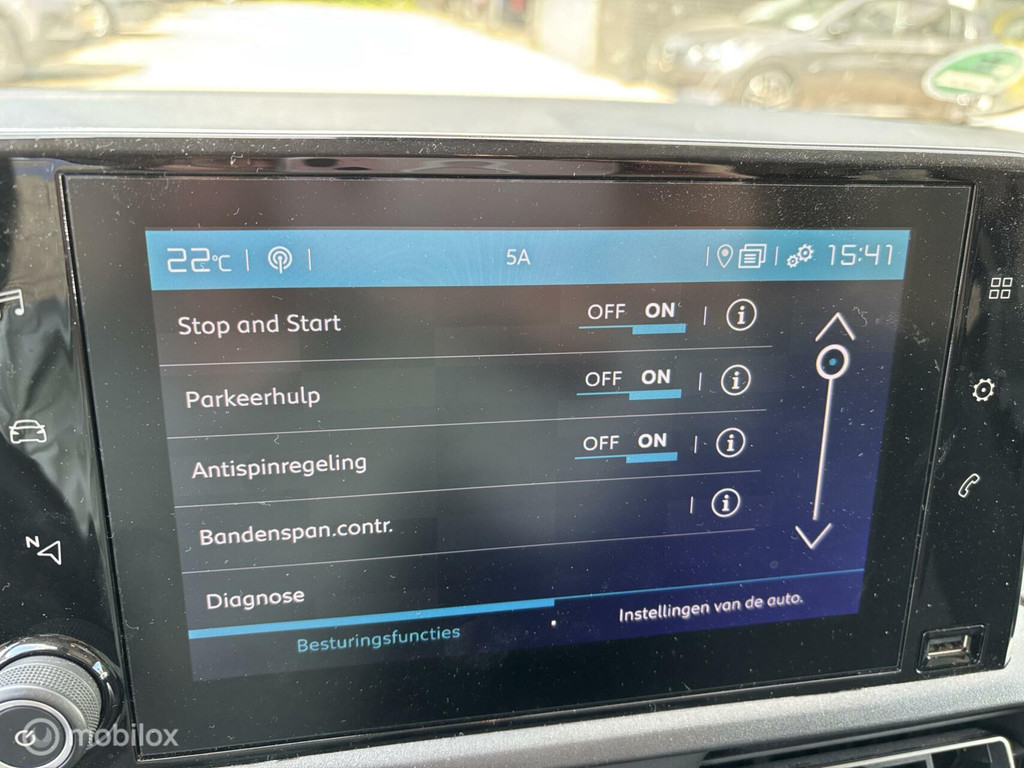 22°C 5A 15:41
Stop and Start OFF ON
Parkeerhulp OFF ON
Antispinregeling OFF ON
Bandenspan.contr.
Diagnose
Besturingsfuncties Instellingen van de auto.
N
mobilox